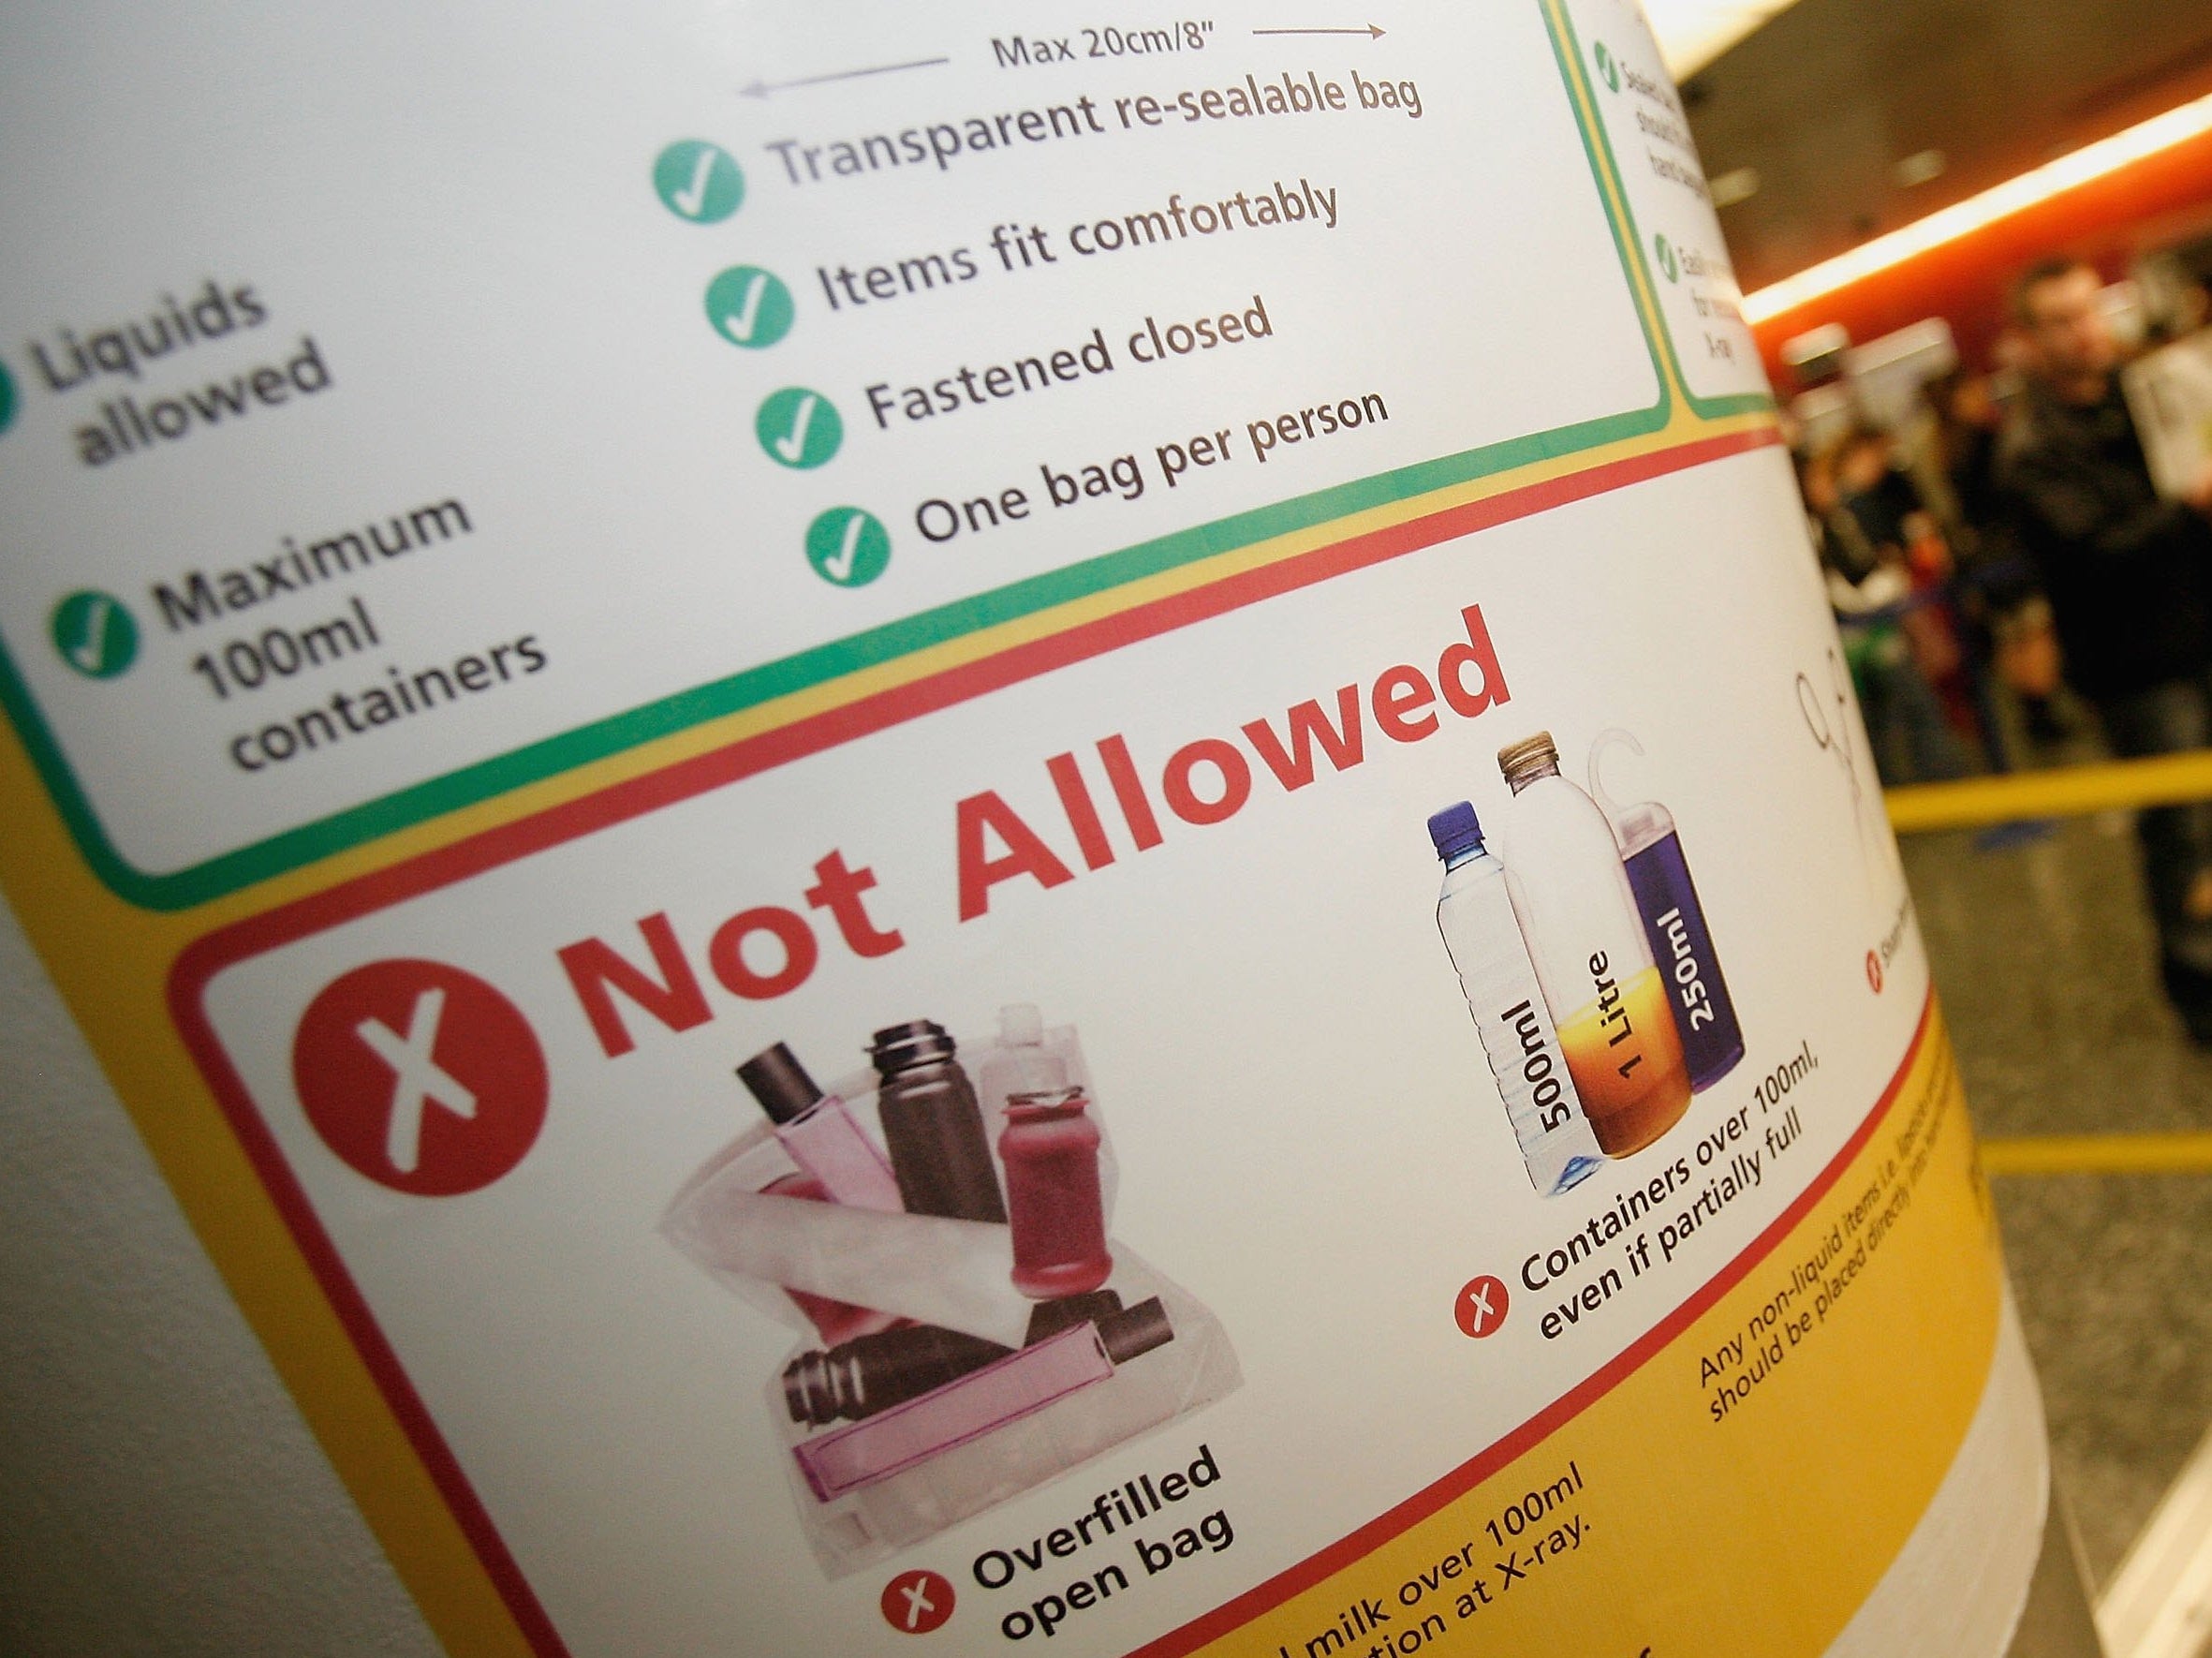 Max 20cm/8"
Transparent re-sealable bag
Items fit comfortably
Fastened closed
One bag per person
Liquids
allowed
Maximum
100ml
containers
Not Allowed
500ml
1 Litre
250ml
Overfilled
open bag
Containers over 100ml,
even if partially full
Any non-liquid items i.e.
should be placed directly into
milk over 100ml
at X-ray.